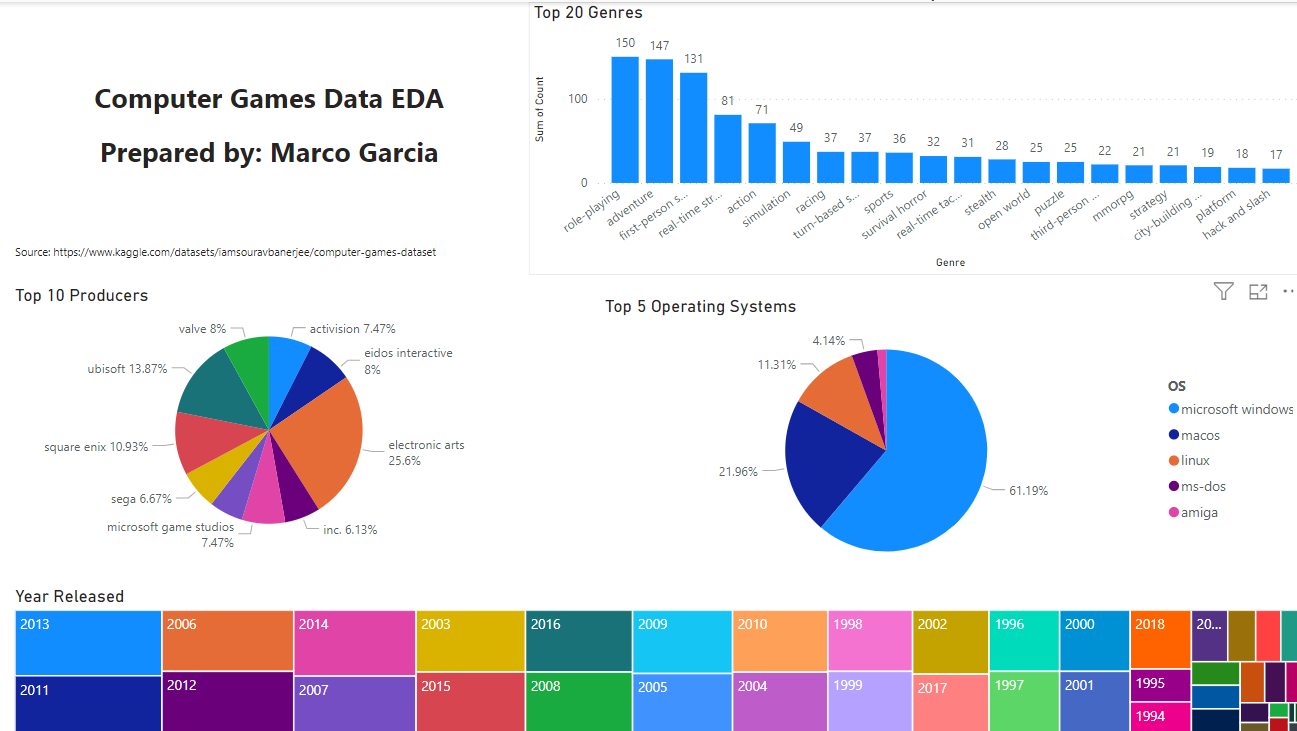 Computer Games Data EDA
Prepared by: Marco Garcia
Source: https://www.kaggle.com/datasets/iamsouravbanerjee/computer-games-dataset
Top 20 Genres
Sum of Count
100
0
150
147
131
81
71
49
37
37
36
32
31
28
25
25
22
21
21
19
18
17
role-playing
adventure
first-person s...
real-time str...
action
simulation
racing
turn-based s...
sports
survival horror
real-time tac...
stealth
open world
puzzle
third-person ...
mmorpg
strategy
city-building ...
platform
hack and slash
Genre
Top 10 Producers
valve 8%
activision 7.47%
eidos interactive
8%
ubisoft 13.87%
electronic arts
25.6%
square enix 10.93%
sega 6.67%
microsoft game studios
7.47%
inc. 6.13%
Top 5 Operating Systems
4.14%
11.31%
21.96%
61.19%
OS
microsoft windows
macos
linux
ms-dos
amiga
Year Released
2013
2006
2014
2003
2016
2009
2010
1998
2002
1996
2000
2018
20...
2011
2012
2007
2015
2008
2005
2004
1999
2017
1997
2001
1995
1994